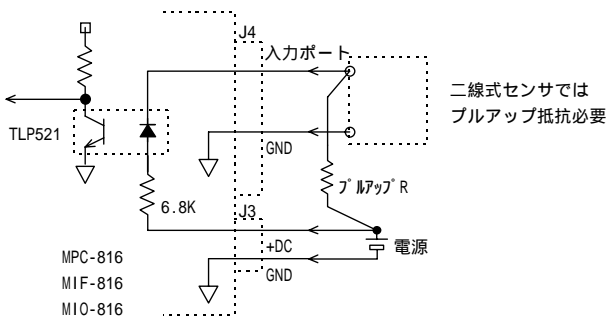 J4
入力ポート
二線式センサでは
プルアップ抵抗必要
TLP521
GND
プルアップR
6.8K
J3
+DC
電源
GND
MPC-816
MIF-816
MIO-816